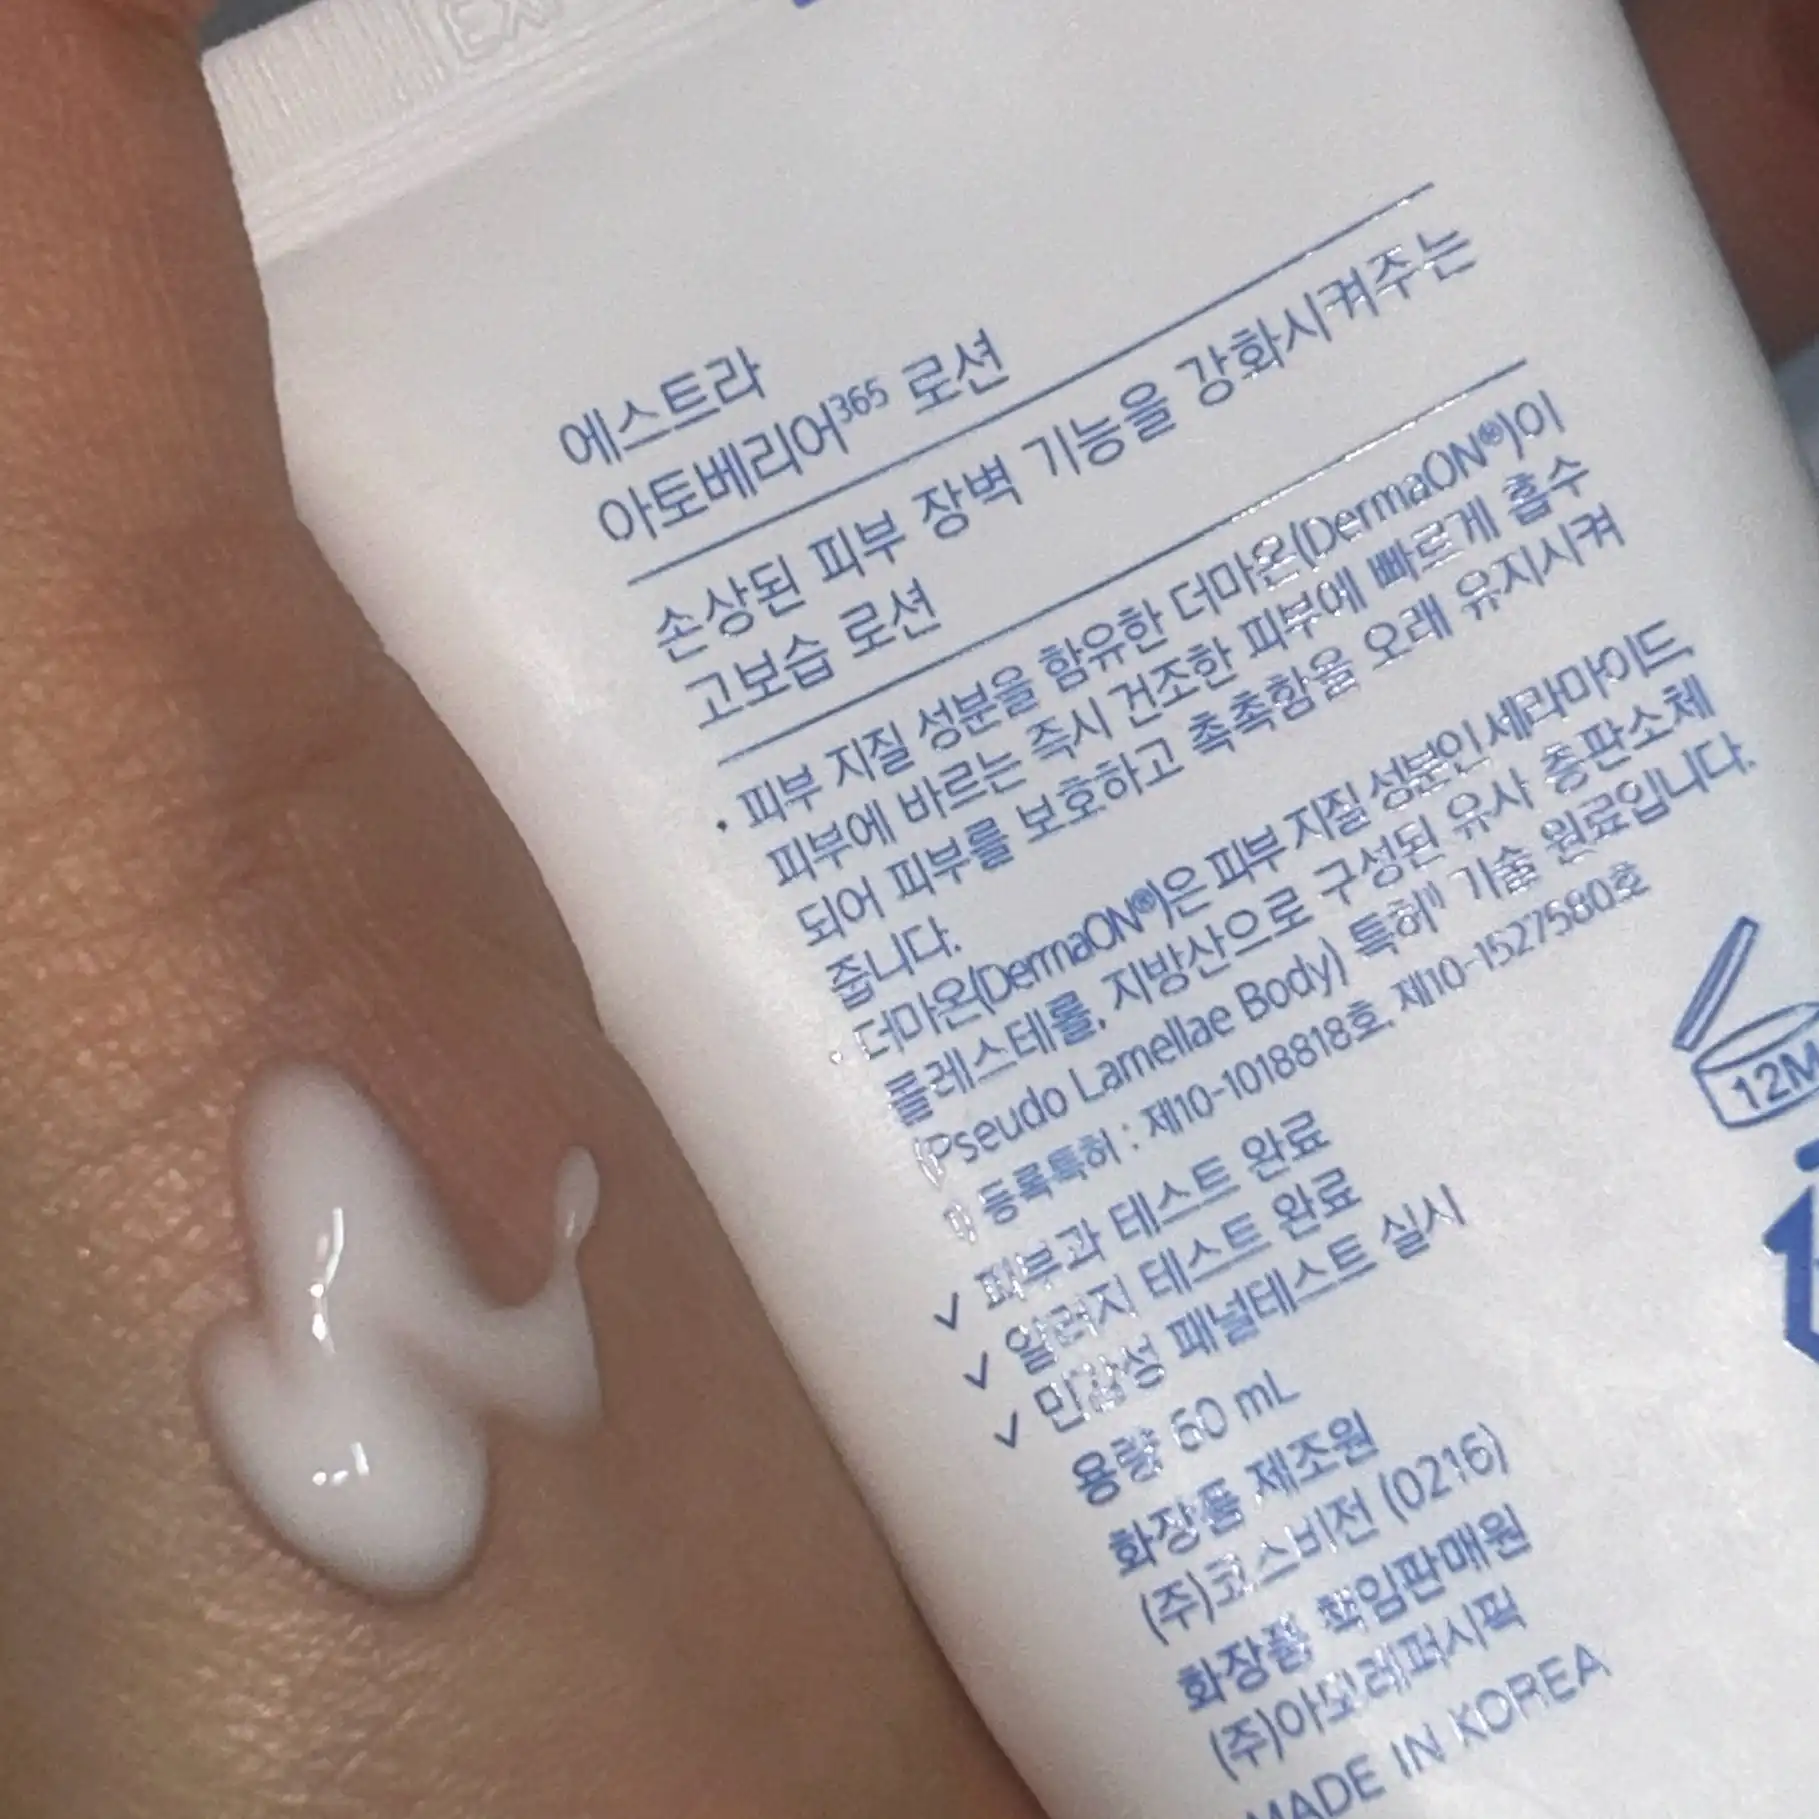 EX
에스트라
아토베리어365 로션
손상된 피부 장벽 기능을 강화시켜주는
고보습 로션
· 피부 지질 성분을 함유한 더마온(DermaON®)이
피부에 바르는 즉시 건조한 피부에 빠르게 흡수
되어 피부를 보호하고 촉촉함을 오래 유지시켜
줍니다.
· 더마온(DermaON®)은 피부 지질 성분인 세라마이드,
콜레스테롤, 지방산으로 구성된 유사 층판소체
(Pseudo Lamellae Body) 특허1) 기술 원료입니다.
1) 등록특허 : 제10-1018818호, 제10-1527580호
✓ 피부과 테스트 완료
✓ 알러지 테스트 완료
✓ 민감성 패널테스트 실시
용량 60 mL
화장품 제조원
(주)코스비전 (0216)
화장품 책임판매원
(주)아모레퍼시픽
MADE IN KOREA
12M